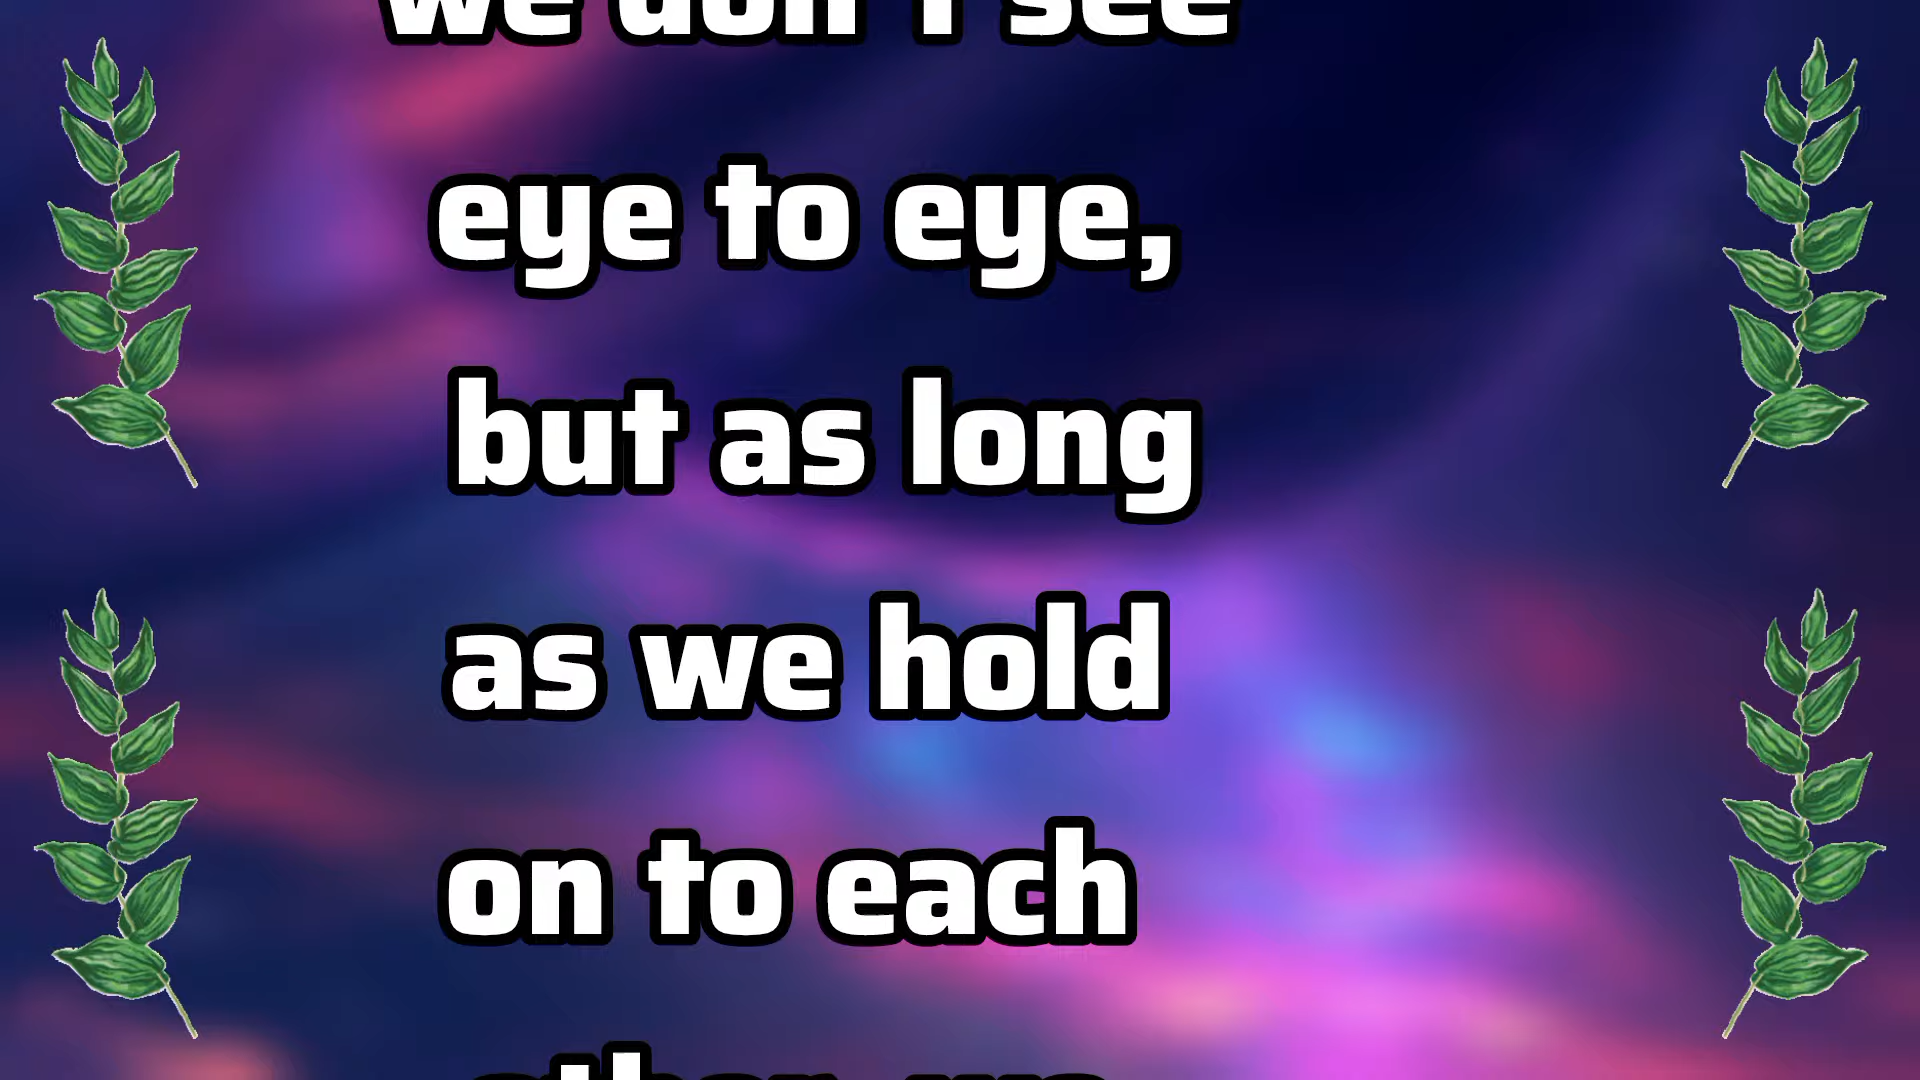 we don't see
eye to eye,
but as long
as we hold
on to each
other, we